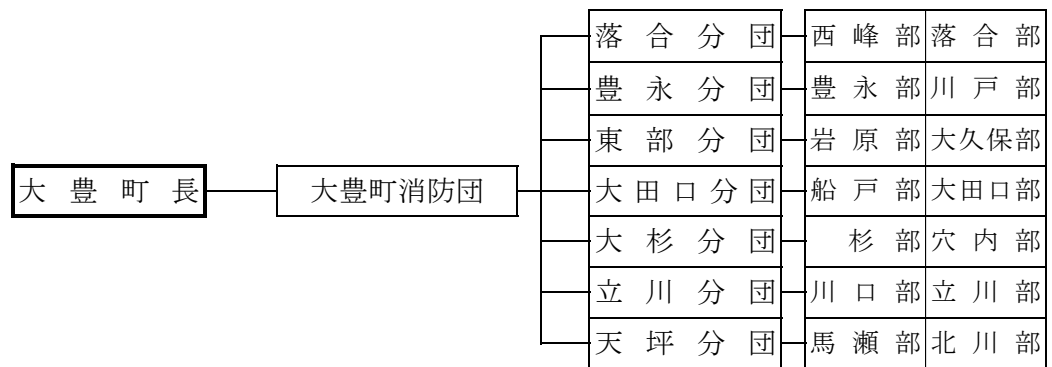 落合分団 西峰部 落合部
豊永分団 豊永部 川戸部
東部分団 岩原部 大久保部
大豊町長 大豊町消防団 大田口分団 船戸部 大田口部
大杉分団 杉部 穴内部
立川分団 川口部 立川部
天坪分団 馬瀬部 北川部